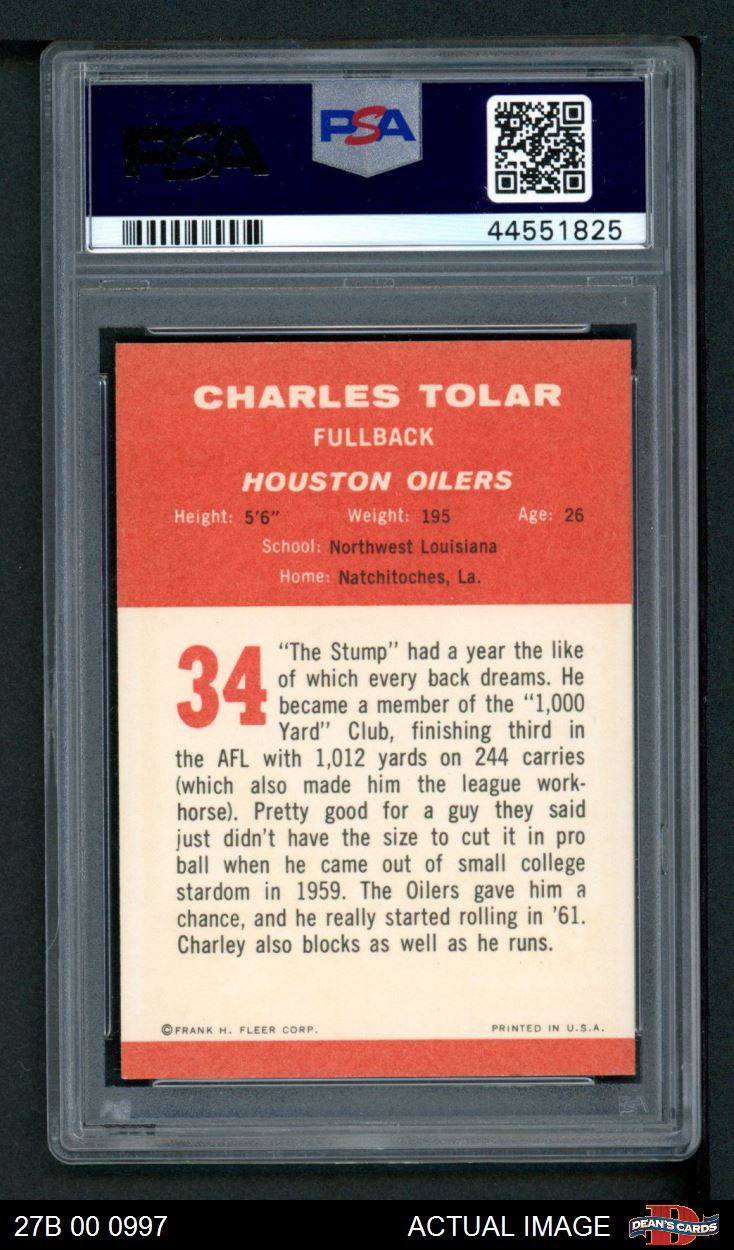 PSA
PSA
44551825
CHARLES TOLAR
FULLBACK
HOUSTON OILERS
Height: 5'6" Weight: 195 Age: 26
School: Northwest Louisiana
Home: Natchitoches, La.
34
"The Stump" had a year the like
of which every back dreams. He
became a member of the "1,000
Yard" Club, finishing third in
the AFL with 1,012 yards on 244 carries
(which also made him the league work-
horse). Pretty good for a guy they said
just didn't have the size to cut it in pro
ball when he came out of small college
stardom in 1959. The Oilers gave him a
chance, and he really started rolling in '61.
Charley also blocks as well as he runs.
©FRANK H. FLEER CORP. PRINTED IN U.S.A.
27B 00 0997 ACTUAL IMAGE DEAN'S CARDS